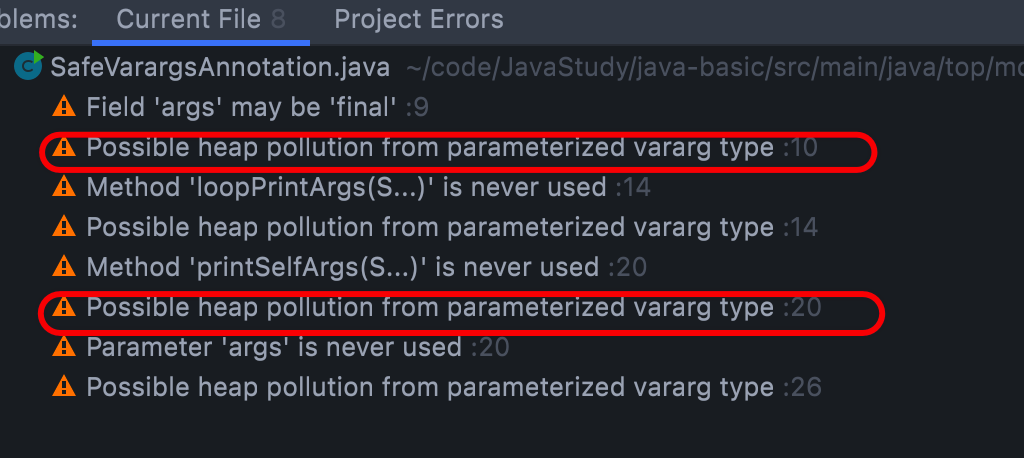 blems: Current File 8 Project Errors
SafeVarargsAnnotation.java ~/code/JavaStudy/java-basic/src/main/java/top/mo
Field 'args' may be 'final' :9
Possible heap pollution from parameterized vararg type :10
Method 'loopPrintArgs(S...)' is never used :14
Possible heap pollution from parameterized vararg type :14
Method 'printSelfArgs(S...)' is never used :20
Possible heap pollution from parameterized vararg type :20
Parameter 'args' is never used :20
Possible heap pollution from parameterized vararg type :26